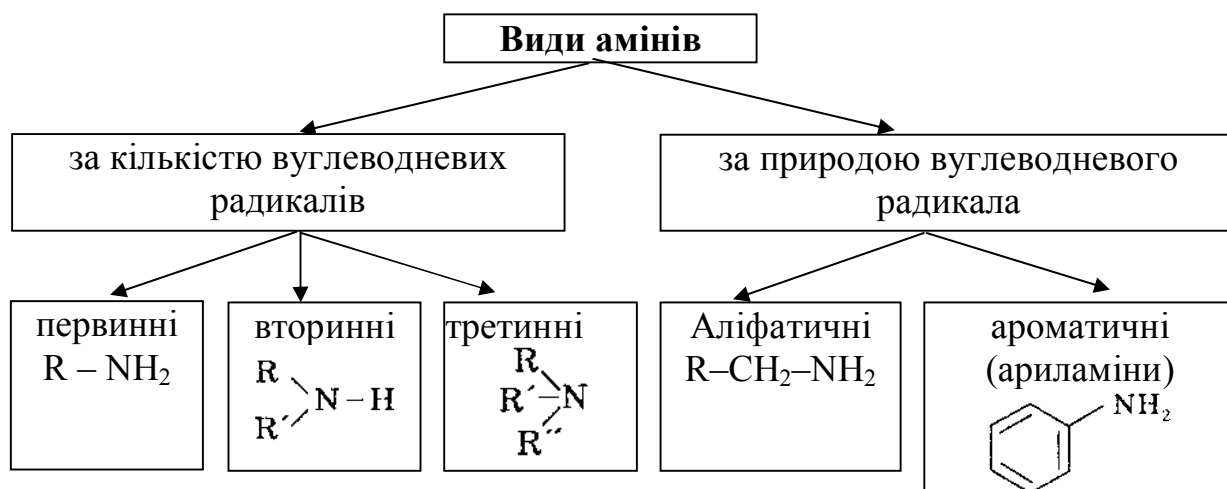 Види амінів
за кількістю вуглеводневих
радикалів
за природою вуглеводневого
радикала
первинні
R – NH₂
вторинні
R
N – H
R´
третинні
R
R´ – N
R´´
Аліфатичні
R–CH₂–NH₂
ароматичні
(ариламіни)
NH₂